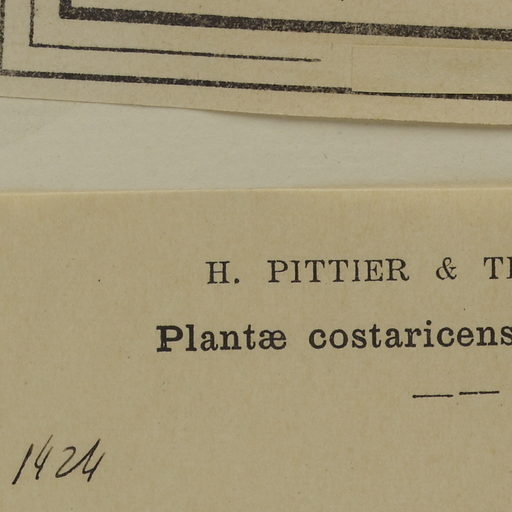 H. PITTIER & T
Plantæ costaricens
1424